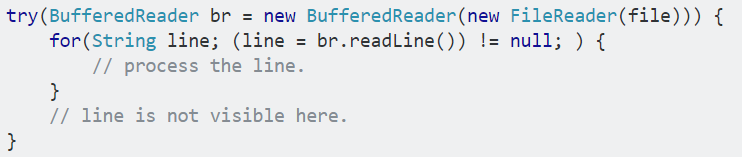 try(BufferedReader br = new BufferedReader(new FileReader(file))) {
    for(String line; (line = br.readLine()) != null; ) {
        // process the line.
    }
    // line is not visible here.
}